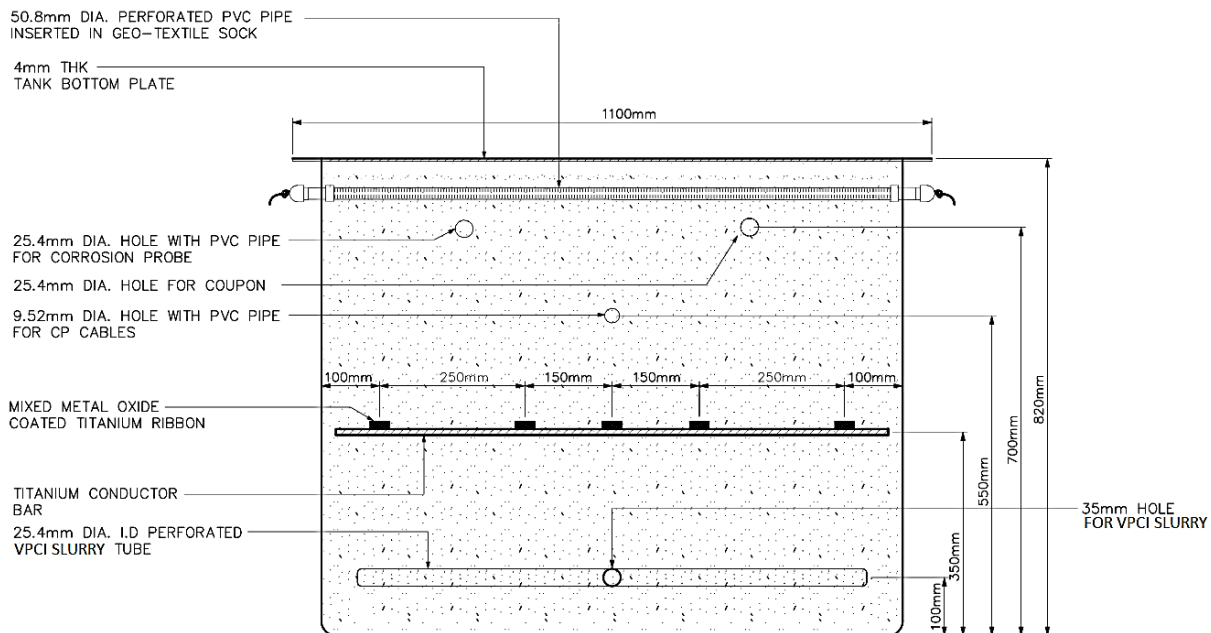 50.8mm DIA. PERFORATED PVC PIPE
INSERTED IN GEO-TEXTILE SOCK
4mm THK
TANK BOTTOM PLATE
1100mm
25.4mm DIA. HOLE WITH PVC PIPE
FOR CORROSION PROBE
25.4mm DIA. HOLE FOR COUPON
9.52mm DIA. HOLE WITH PVC PIPE
FOR CP CABLES
100mm 250mm 150mm 150mm 250mm 100mm
MIXED METAL OXIDE
COATED TITANIUM RIBBON
TITANIUM CONDUCTOR
BAR
25.4mm DIA. I.D PERFORATED
VPCI SLURRY TUBE
35mm HOLE
FOR VPCI SLURRY
100mm
350mm
550mm
700mm
820mm